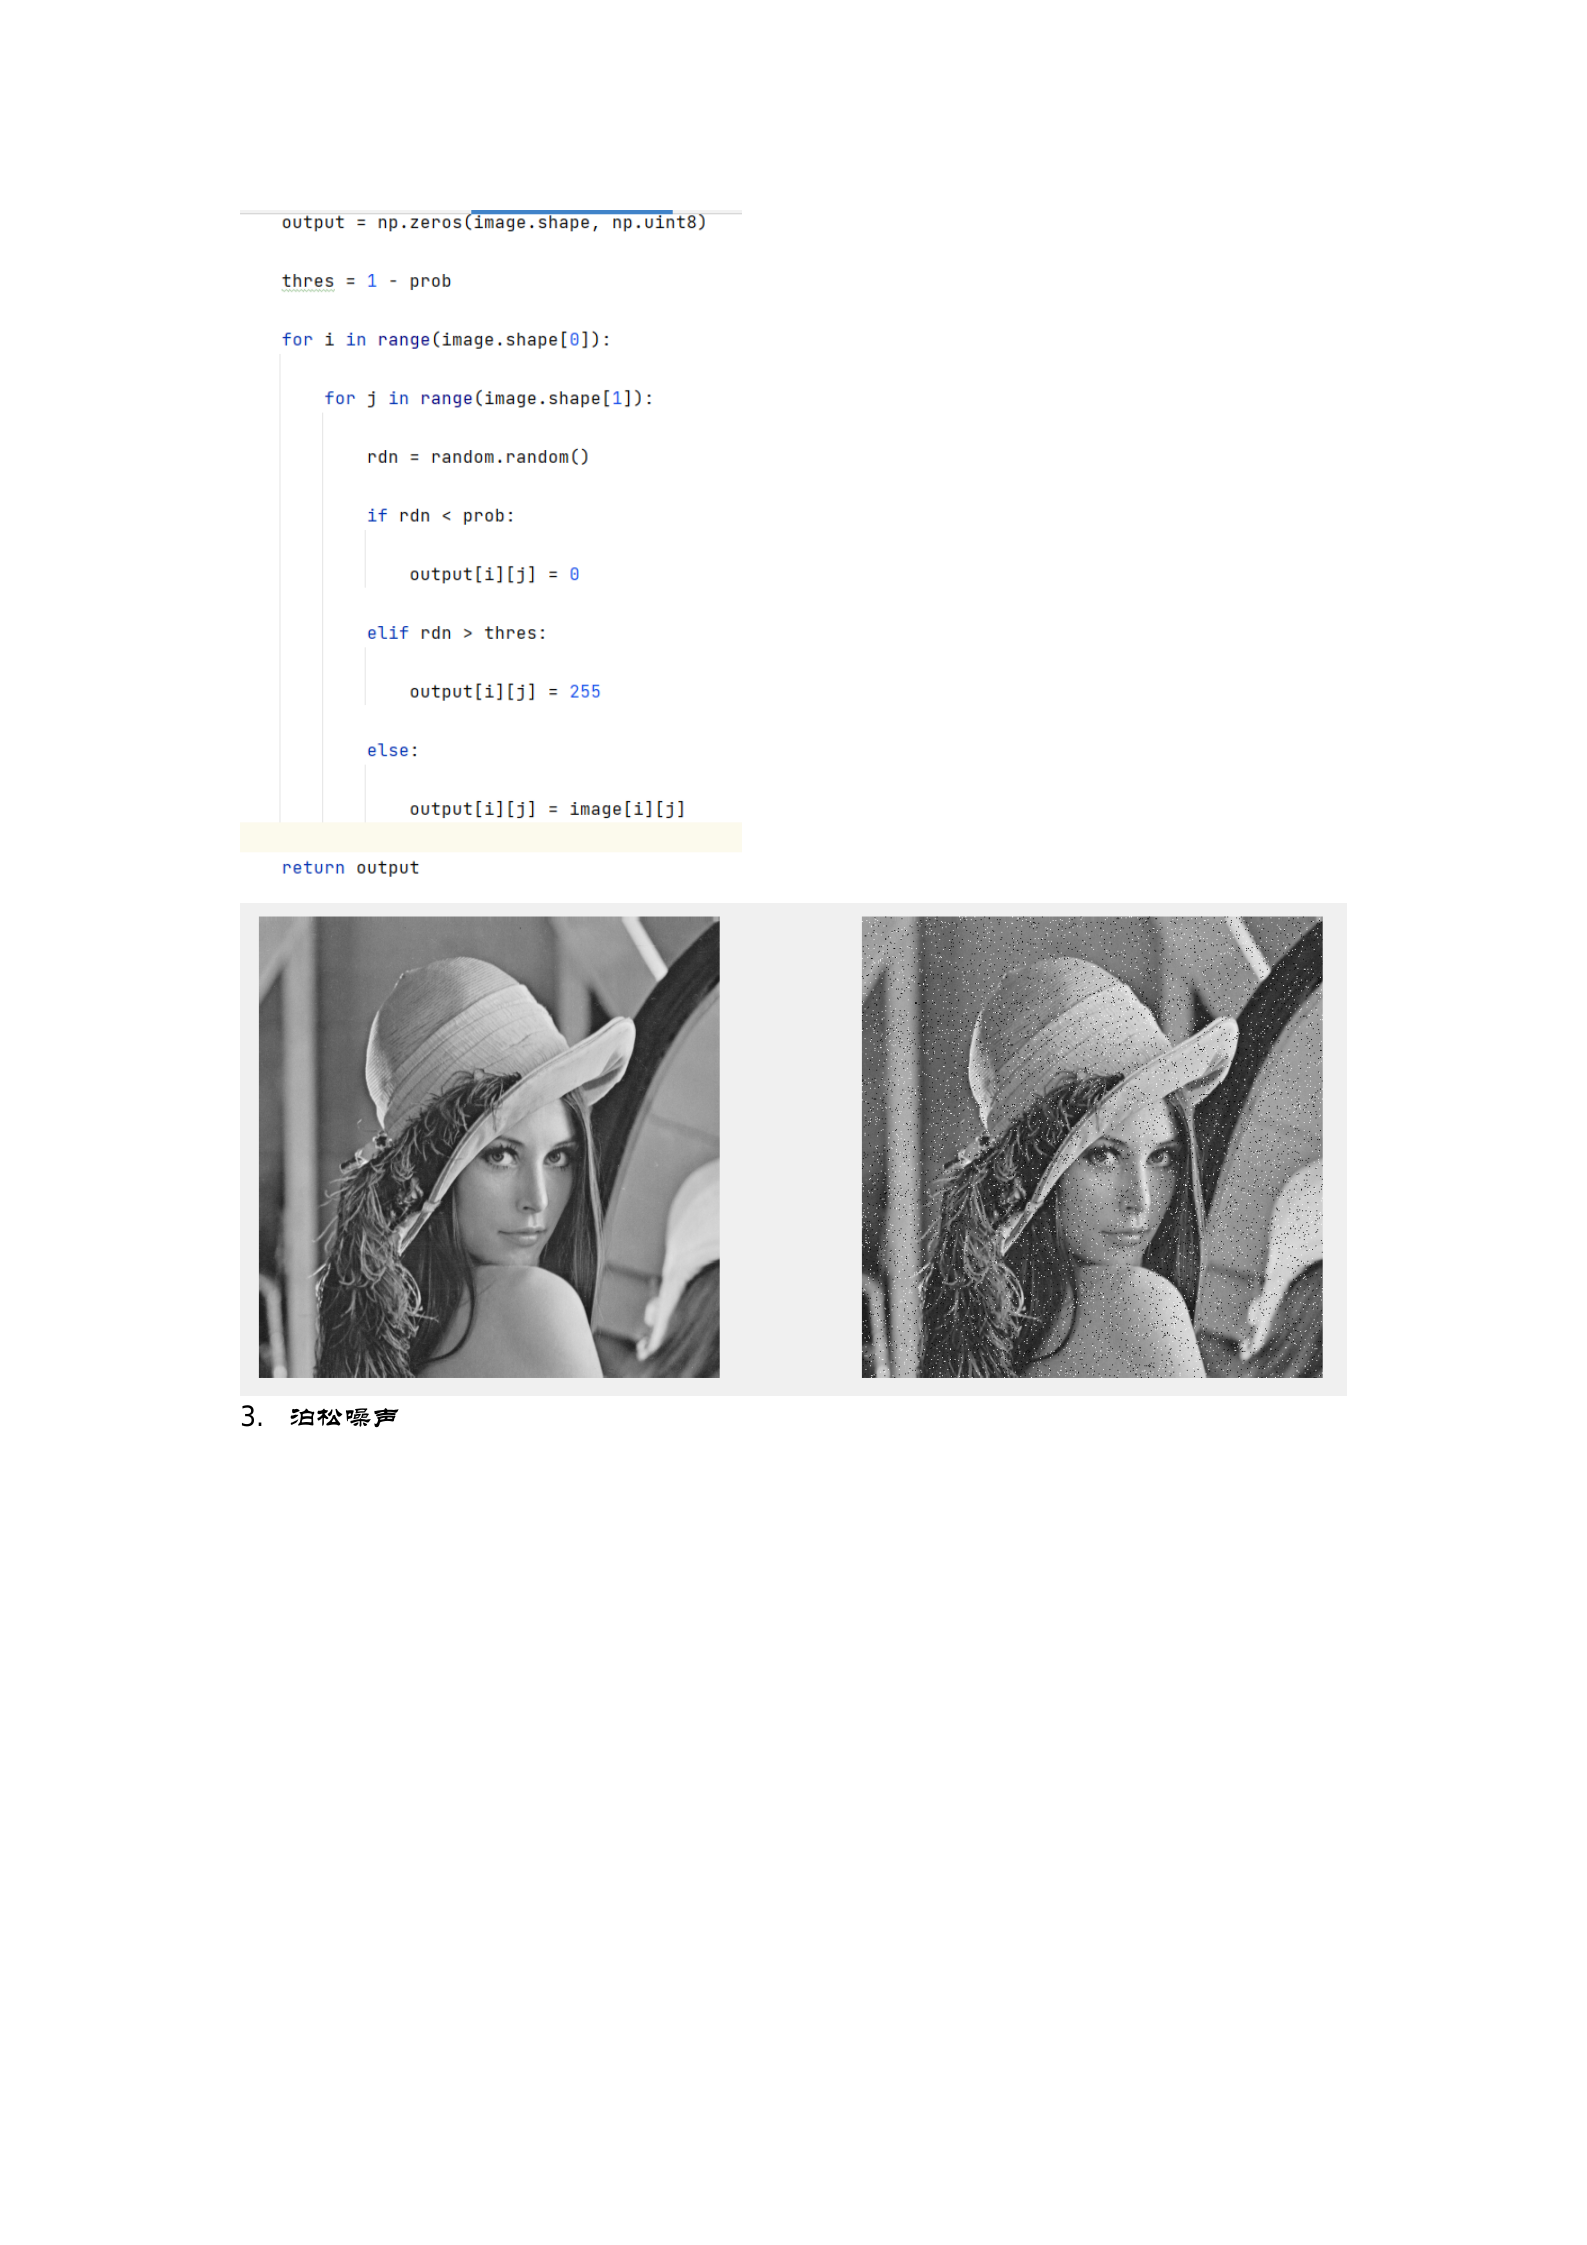 output = np.zeros(image.shape, np.uint8)
thres = 1 - prob
for i in range(image.shape[0]):
for j in range(image.shape[1]):
rdn = random.random()
if rdn < prob:
output[i][j] = 0
elif rdn > thres:
output[i][j] = 255
else:
output[i][j] = image[i][j]
return output
3. 泊松噪声